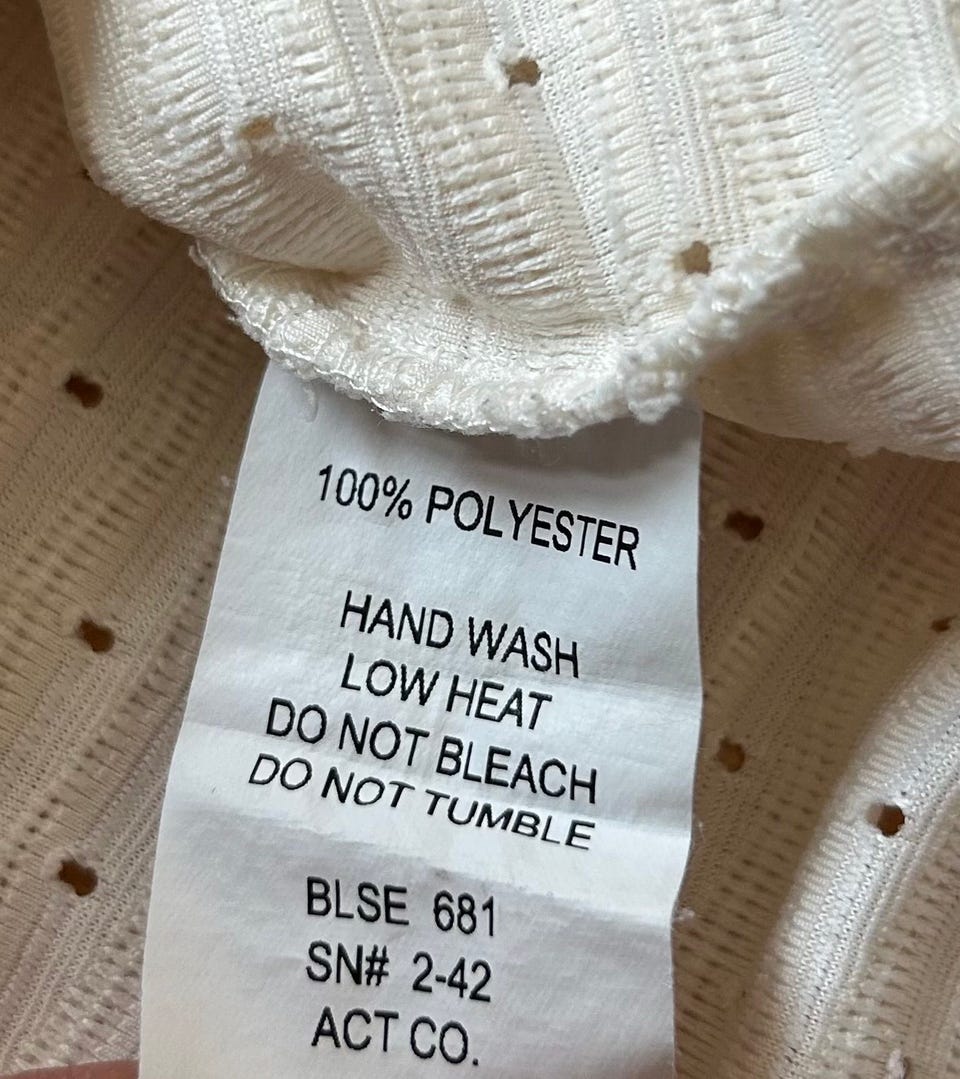 100% POLYESTER
HAND WASH
LOW HEAT
DO NOT BLEACH
DO NOT TUMBLE
BLSE 681
SN# 2-42
ACT CO.